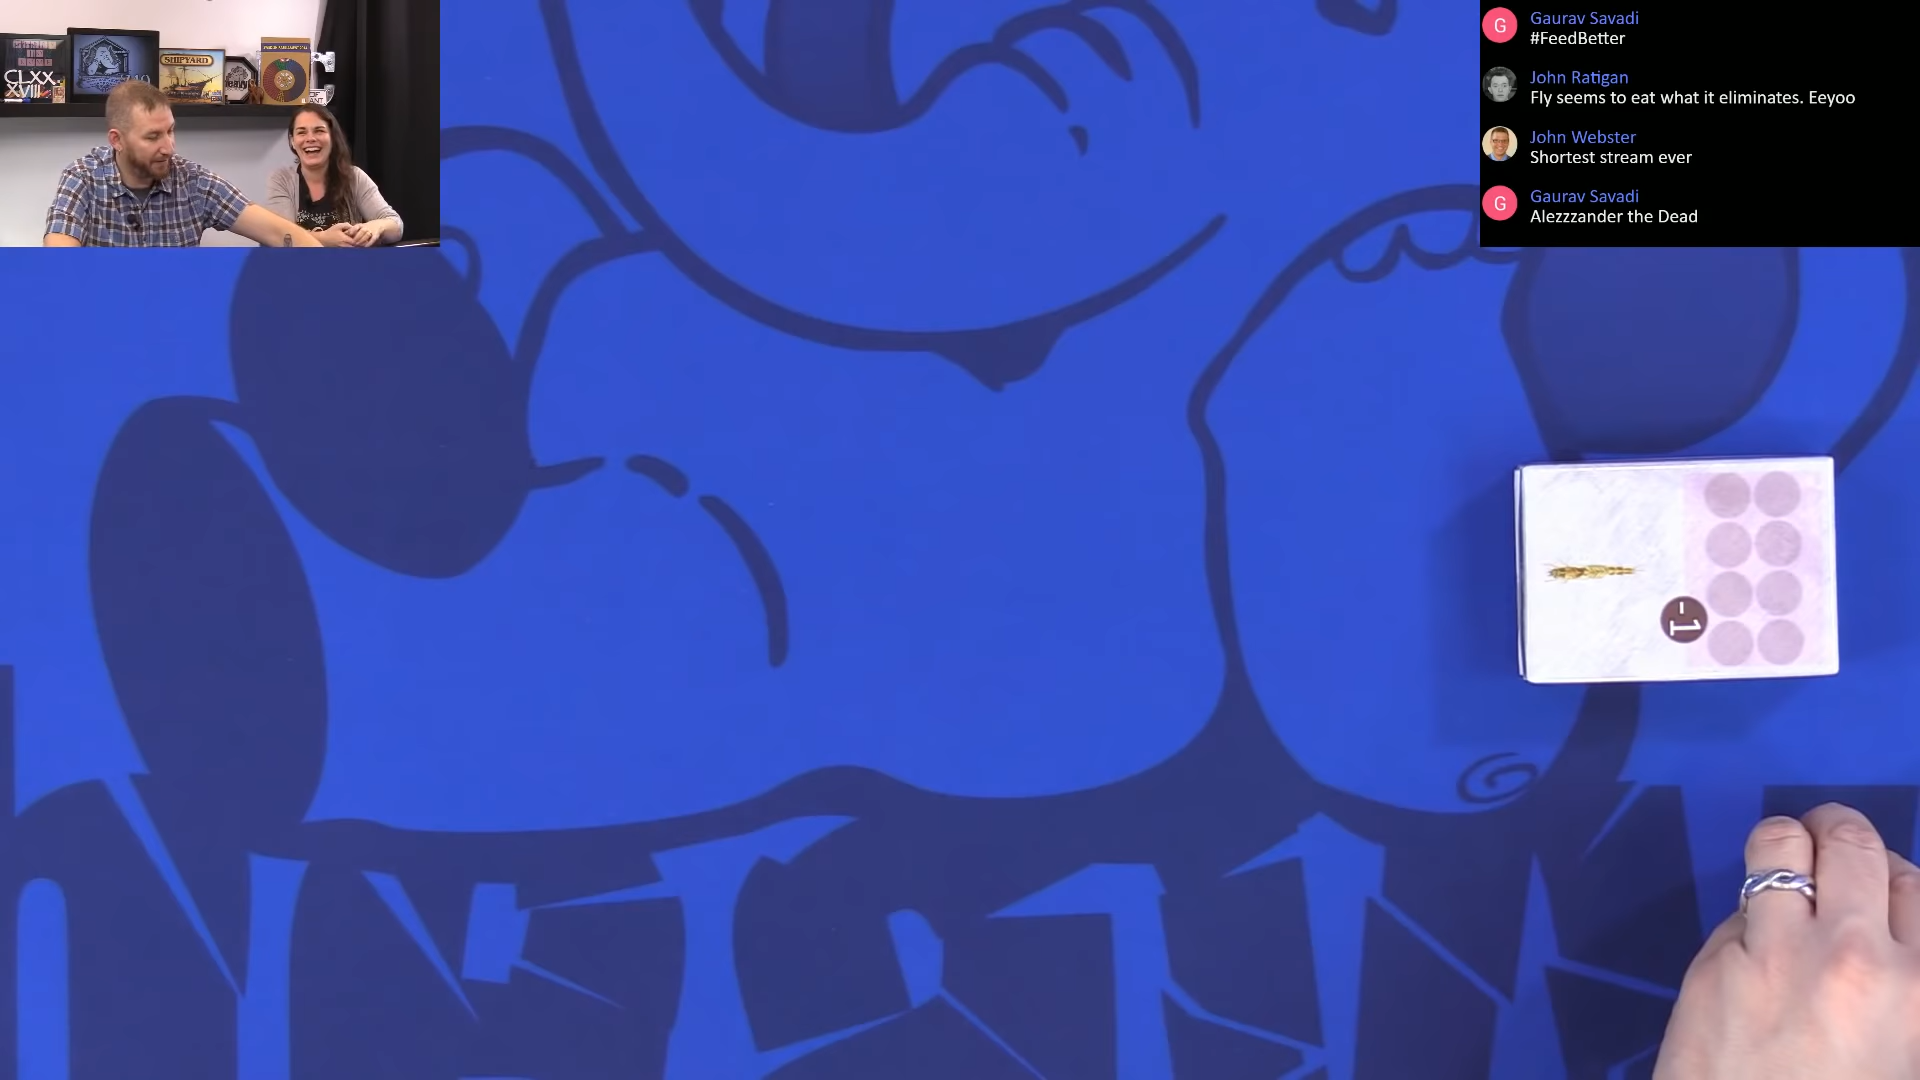 CLXX.
XVIII
SHIPYARD
G
Gaurav Savadi
#FeedBetter
John Ratigan
Fly seems to eat what it eliminates. Eeyoo
John Webster
Shortest stream ever
G
Gaurav Savadi
Alezzzander the Dead
-1